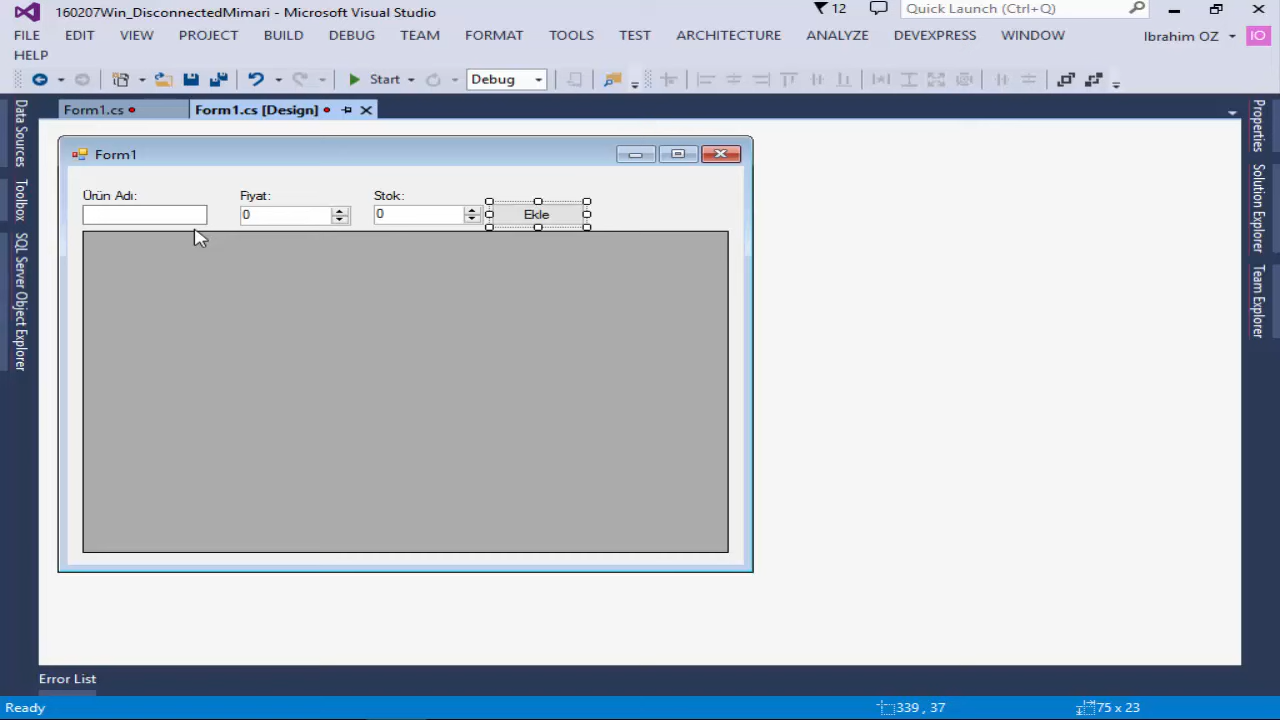 160207Win_DisconnectedMimari - Microsoft Visual Studio
12
Quick Launch (Ctrl+Q)
FILE EDIT VIEW PROJECT BUILD DEBUG TEAM FORMAT TOOLS TEST ARCHITECTURE ANALYZE DEVEXPRESS WINDOW
Ibrahim OZ
IO
HELP
Start
Debug
Data Sources
Toolbox
SQL Server Object Explorer
Form1.cs
Form1.cs [Design]
Form1
Ürün Adı: Fiyat: Stok:
0 0 Ekle
Properties
Solution Explorer
Team Explorer
Error List
Ready 339 , 37 75 x 23